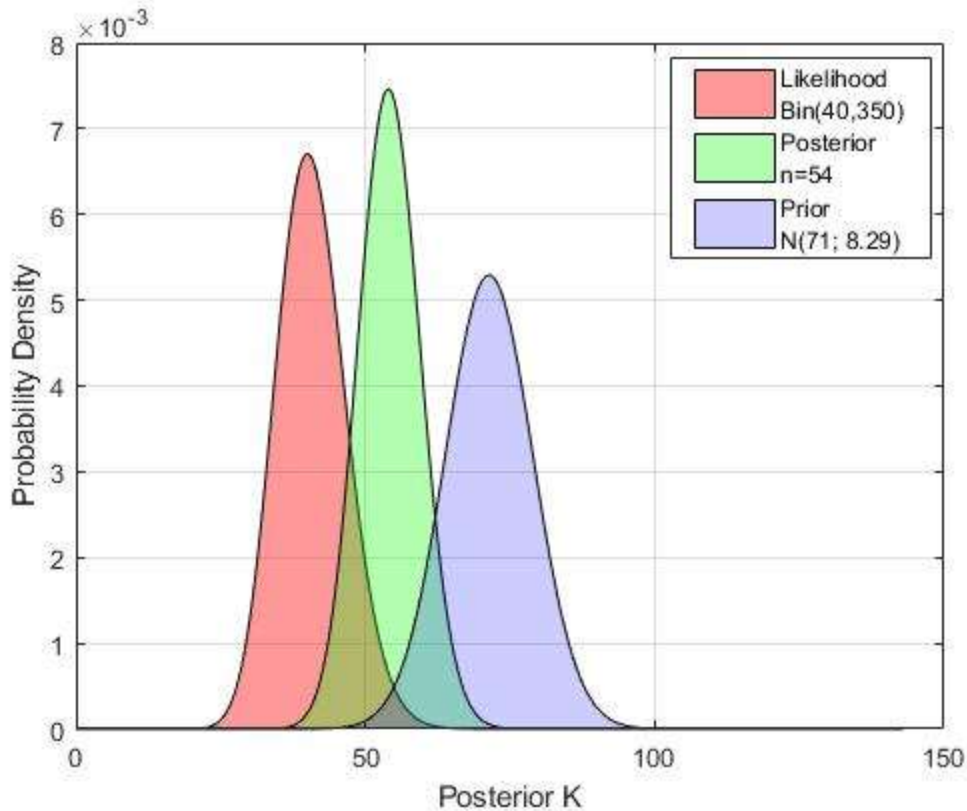 ×10⁻³
8
7
6
5
4
3
2
1
0
Probability Density
0 50 100 150
Posterior K
Likelihood
Bin(40,350)
Posterior
n=54
Prior
N(71; 8.29)